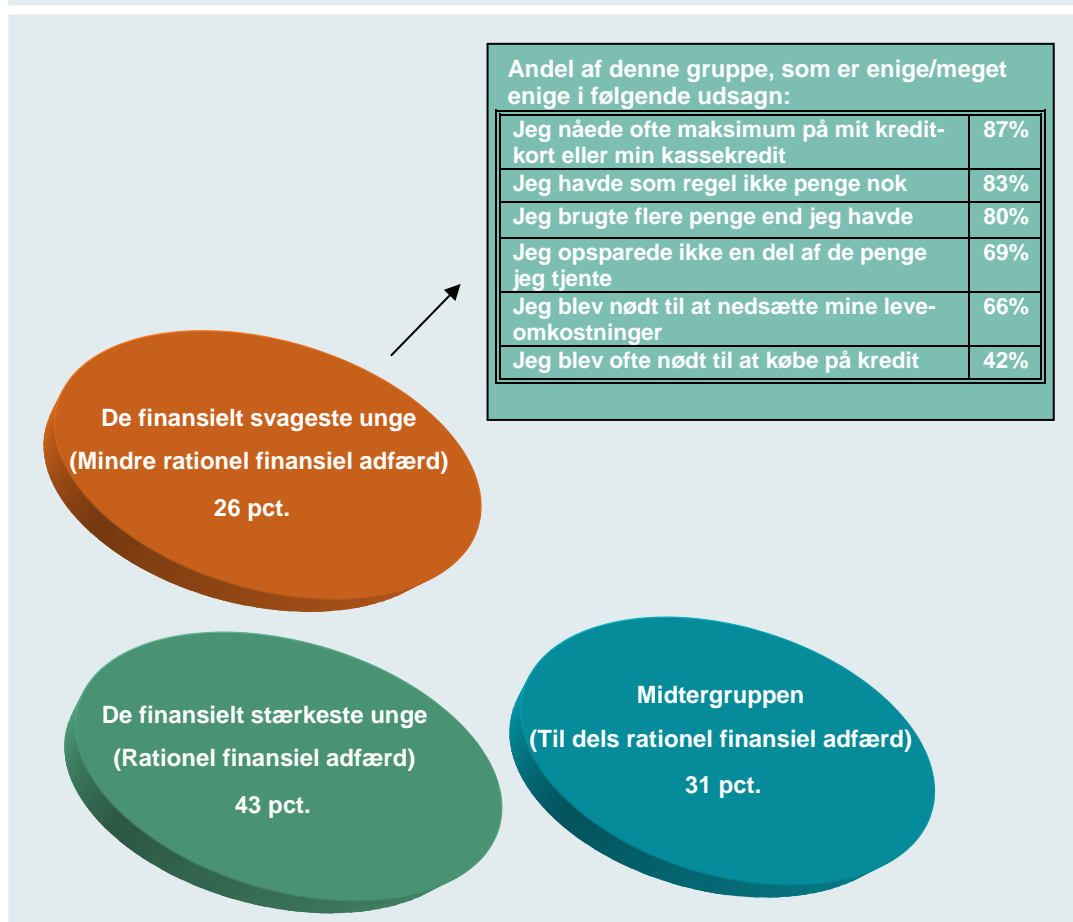 Andel af denne gruppe, som er enige/meget
enige i følgende udsagn:
Jeg nåede ofte maksimum på mit kredit-
kort eller min kassekredit 87%
Jeg havde som regel ikke penge nok 83%
Jeg brugte flere penge end jeg havde 80%
Jeg opsparede ikke en del af de penge
jeg tjente 69%
Jeg blev nødt til at nedsætte mine leve-
omkostninger 66%
Jeg blev ofte nødt til at købe på kredit 42%
De finansielt svageste unge
(Mindre rationel finansiel adfærd)
26 pct.
De finansielt stærkeste unge
(Rationel finansiel adfærd)
43 pct.
Midtergruppen
(Til dels rationel finansiel adfærd)
31 pct.